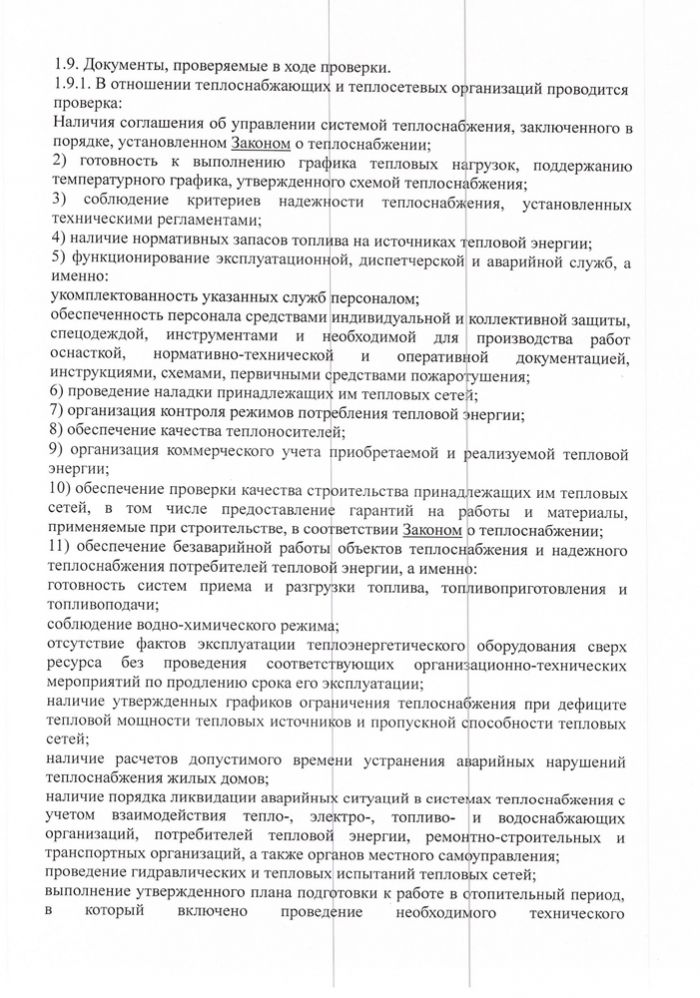 1.9. Документы, проверяемые в ходе проверки.
1.9.1. В отношении теплоснабжающих и теплосетевых организаций проводится
проверка:
Наличия соглашения об управлении системой теплоснабжения, заключенного в
порядке, установленном Законом о теплоснабжении;
2) готовность к выполнению графика тепловых нагрузок, поддержанию
температурного графика, утвержденного схемой теплоснабжения;
3) соблюдение критериев надежности теплоснабжения, установленных
техническими регламентами;
4) наличие нормативных запасов топлива на источниках тепловой энергии;
5) функционирование эксплуатационной, диспетчерской и аварийной служб, а
именно:
укомплектованность указанных служб персоналом;
обеспеченность персонала средствами индивидуальной и коллективной защиты,
спецодеждой, инструментами и необходимой для производства работ
оснасткой, нормативно-технической и оперативной документацией,
инструкциями, схемами, первичными средствами пожаротушения;
6) проведение наладки принадлежащих им тепловых сетей;
7) организация контроля режимов потребления тепловой энергии;
8) обеспечение качества теплоносителей;
9) организация коммерческого учета приобретаемой и реализуемой тепловой
энергии;
10) обеспечение проверки качества строительства принадлежащих им тепловых
сетей, в том числе предоставление гарантий на работы и материалы,
применяемые при строительстве, в соответствии Законом о теплоснабжении;
11) обеспечение безаварийной работы объектов теплоснабжения и надежного
теплоснабжения потребителей тепловой энергии, а именно:
готовность систем приема и разгрузки топлива, топливоприготовления и
топливоподачи;
соблюдение водно-химического режима;
отсутствие фактов эксплуатации теплоэнергетического оборудования сверх
ресурса без проведения соответствующих организационно-технических
мероприятий по продлению срока его эксплуатации;
наличие утвержденных графиков ограничения теплоснабжения при дефиците
тепловой мощности тепловых источников и пропускной способности тепловых
сетей;
наличие расчетов допустимого времени устранения аварийных нарушений
теплоснабжения жилых домов;
наличие порядка ликвидации аварийных ситуаций в системах теплоснабжения с
учетом взаимодействия тепло-, электро-, топливо- и водоснабжающих
организаций, потребителей тепловой энергии, ремонтно-строительных и
транспортных организаций, а также органов местного самоуправления;
проведение гидравлических и тепловых испытаний тепловых сетей;
выполнение утвержденного плана подготовки к работе в отопительный период,
в который включено проведение необходимого технического